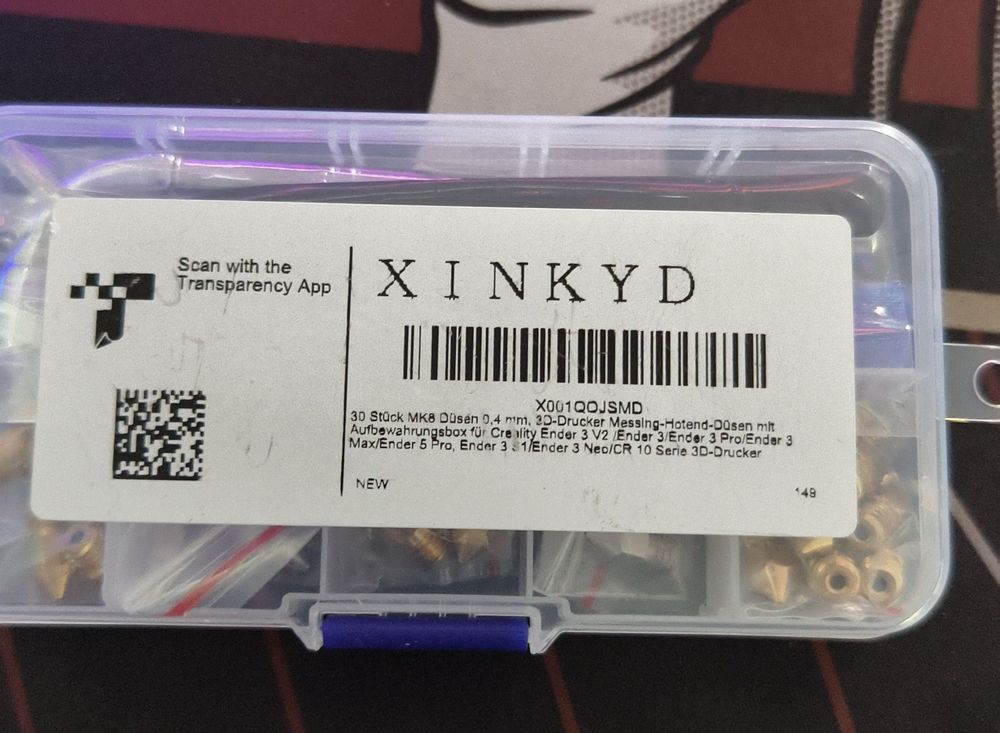 Scan with the
Transparency App
XINKYD
X001QOJSMD
30 Stück MK8 Düsen 0,4 mm, 3D-Drucker Messing-Hotend-Düsen mit
Aufbewahrungsbox für Creality Ender 3 V2 /Ender 3/Ender 3 Pro/Ender 3
Max/Ender 5 Pro, Ender 3 S1/Ender 3 Neo/CR 10 Serie 3D-Drucker
NEW
149